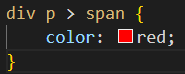 div p > span {
    color: red;
}